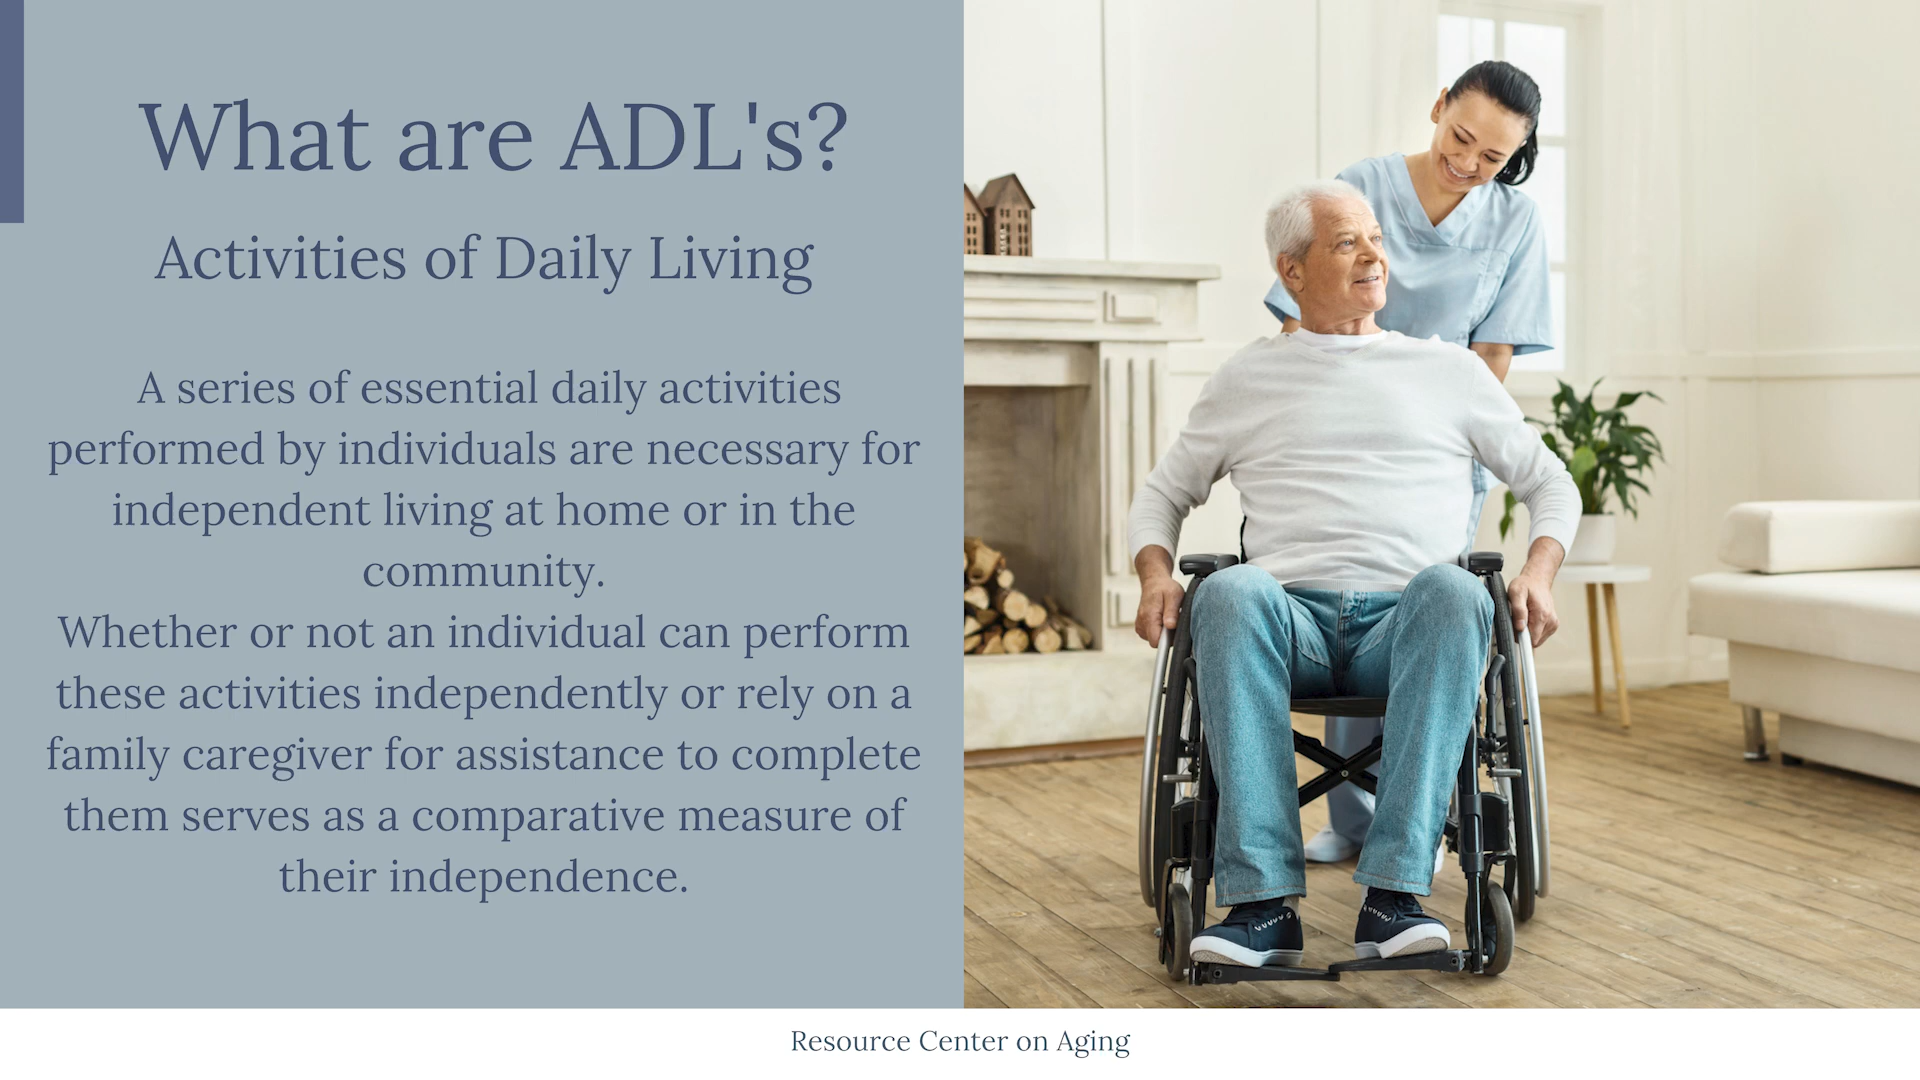 What are ADL's?
Activities of Daily Living
A series of essential daily activities
performed by individuals are necessary for
independent living at home or in the
community.
Whether or not an individual can perform
these activities independently or rely on a
family caregiver for assistance to complete
them serves as a comparative measure of
their independence.
Resource Center on Aging